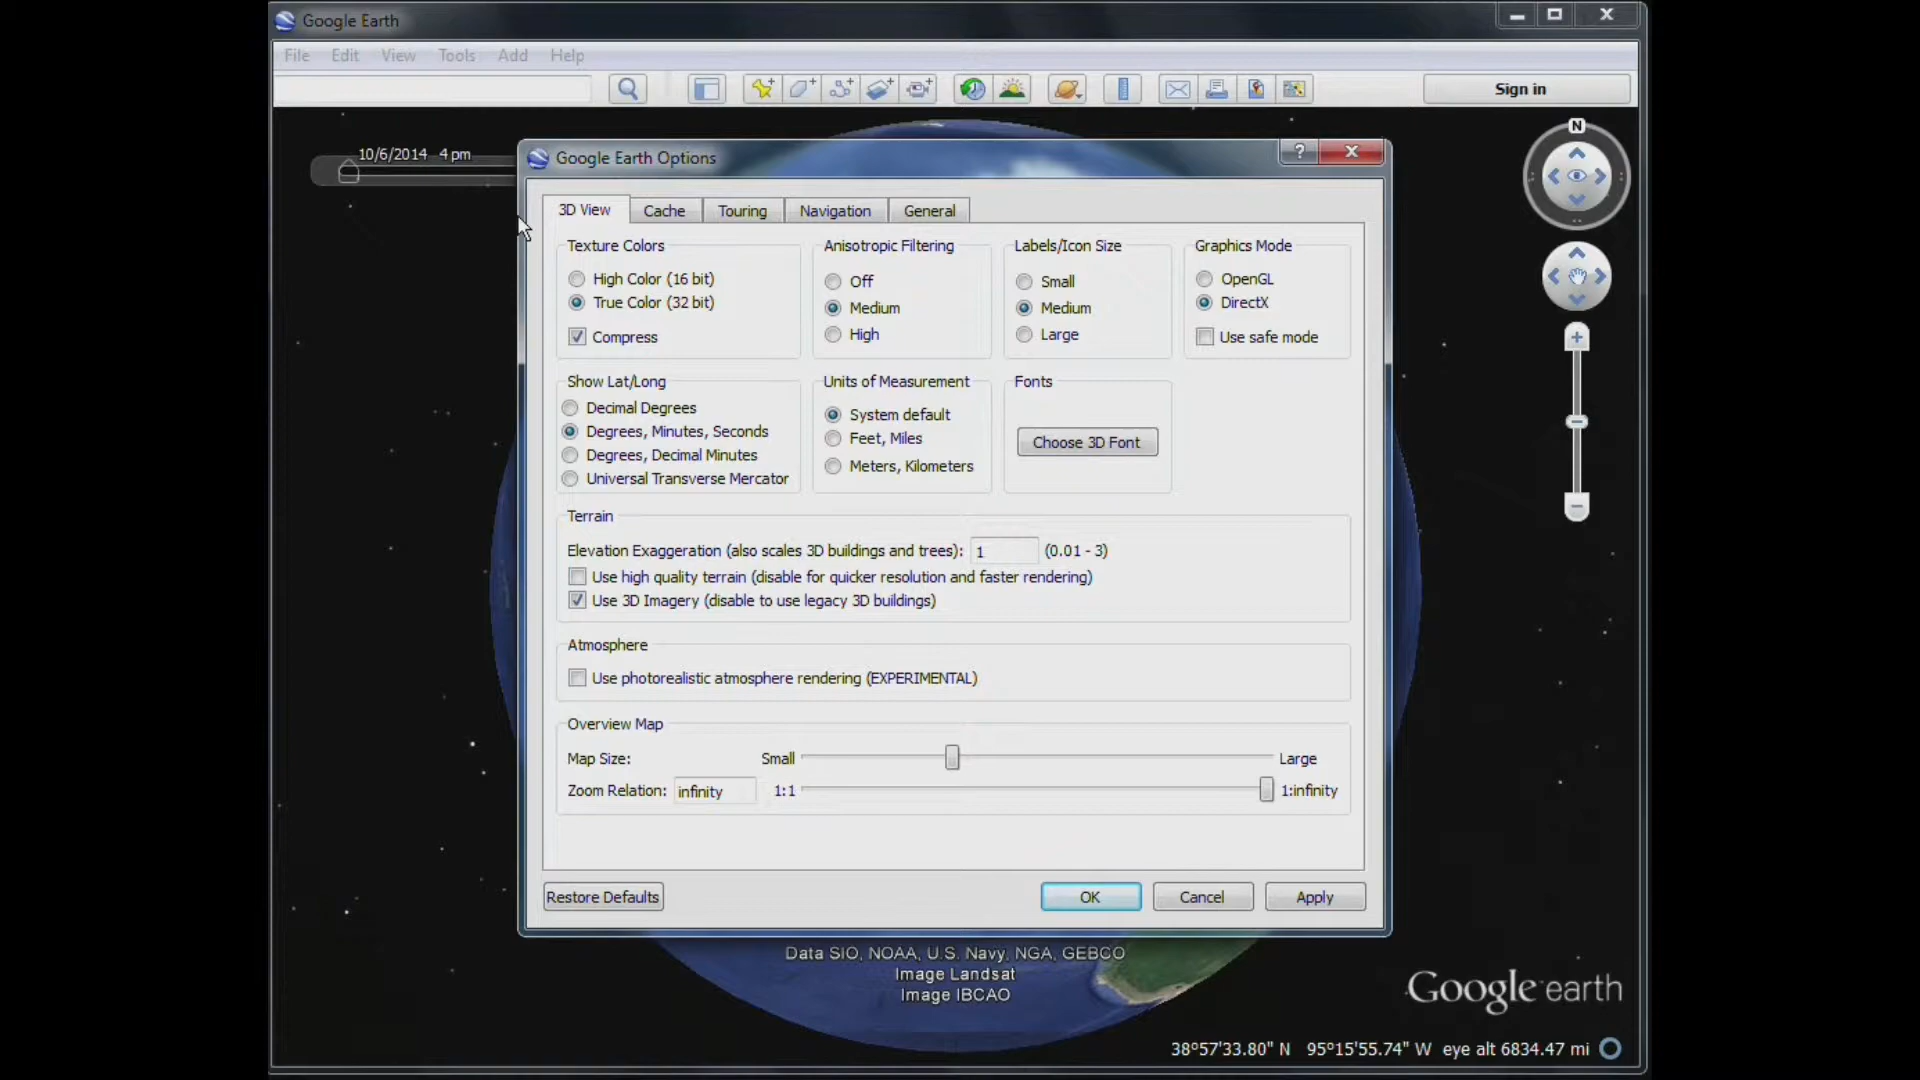 Google Earth
File Edit View Tools Add Help
Sign in
N
10/6/2014 4 pm
Google Earth Options
?
3D View Cache Touring Navigation General
Texture Colors
High Color (16 bit)
True Color (32 bit)
Compress
Anisotropic Filtering
Off
Medium
High
Labels/Icon Size
Small
Medium
Large
Graphics Mode
OpenGL
DirectX
Use safe mode
Show Lat/Long
Decimal Degrees
Degrees, Minutes, Seconds
Degrees, Decimal Minutes
Universal Transverse Mercator
Units of Measurement
System default
Feet, Miles
Meters, Kilometers
Fonts
Choose 3D Font
Terrain
Elevation Exaggeration (also scales 3D buildings and trees): 1 (0.01 - 3)
Use high quality terrain (disable for quicker resolution and faster rendering)
Use 3D Imagery (disable to use legacy 3D buildings)
Atmosphere
Use photorealistic atmosphere rendering (EXPERIMENTAL)
Overview Map
Map Size: Small Large
Zoom Relation: infinity 1:1 1:infinity
Restore Defaults OK Cancel Apply
Data SIO, NOAA, U.S. Navy, NGA, GEBCO
Image Landsat
Image IBCAO
Google earth
38°57'33.80" N 95°15'55.74" W eye alt 6834.47 mi